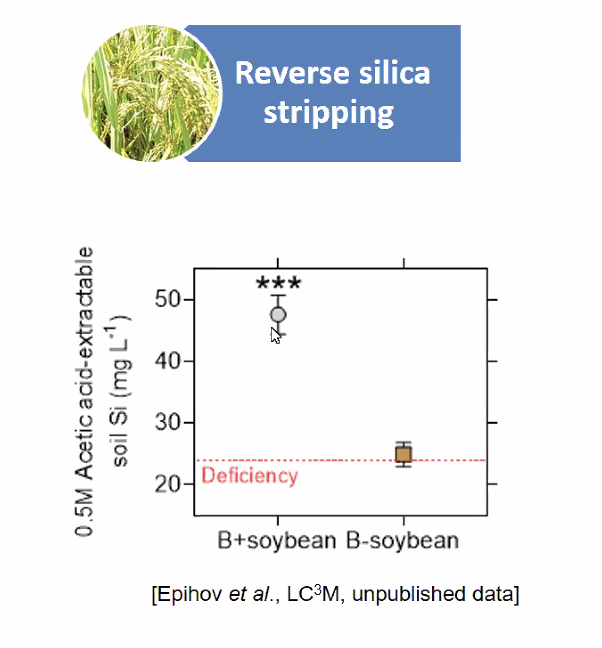 Reverse silica
stripping
0.5M Acetic acid-extractable
soil Si (mg L⁻¹)
50
40
30
20
***
Deficiency
B+soybean B-soybean
[Epihov et al., LC³M, unpublished data]